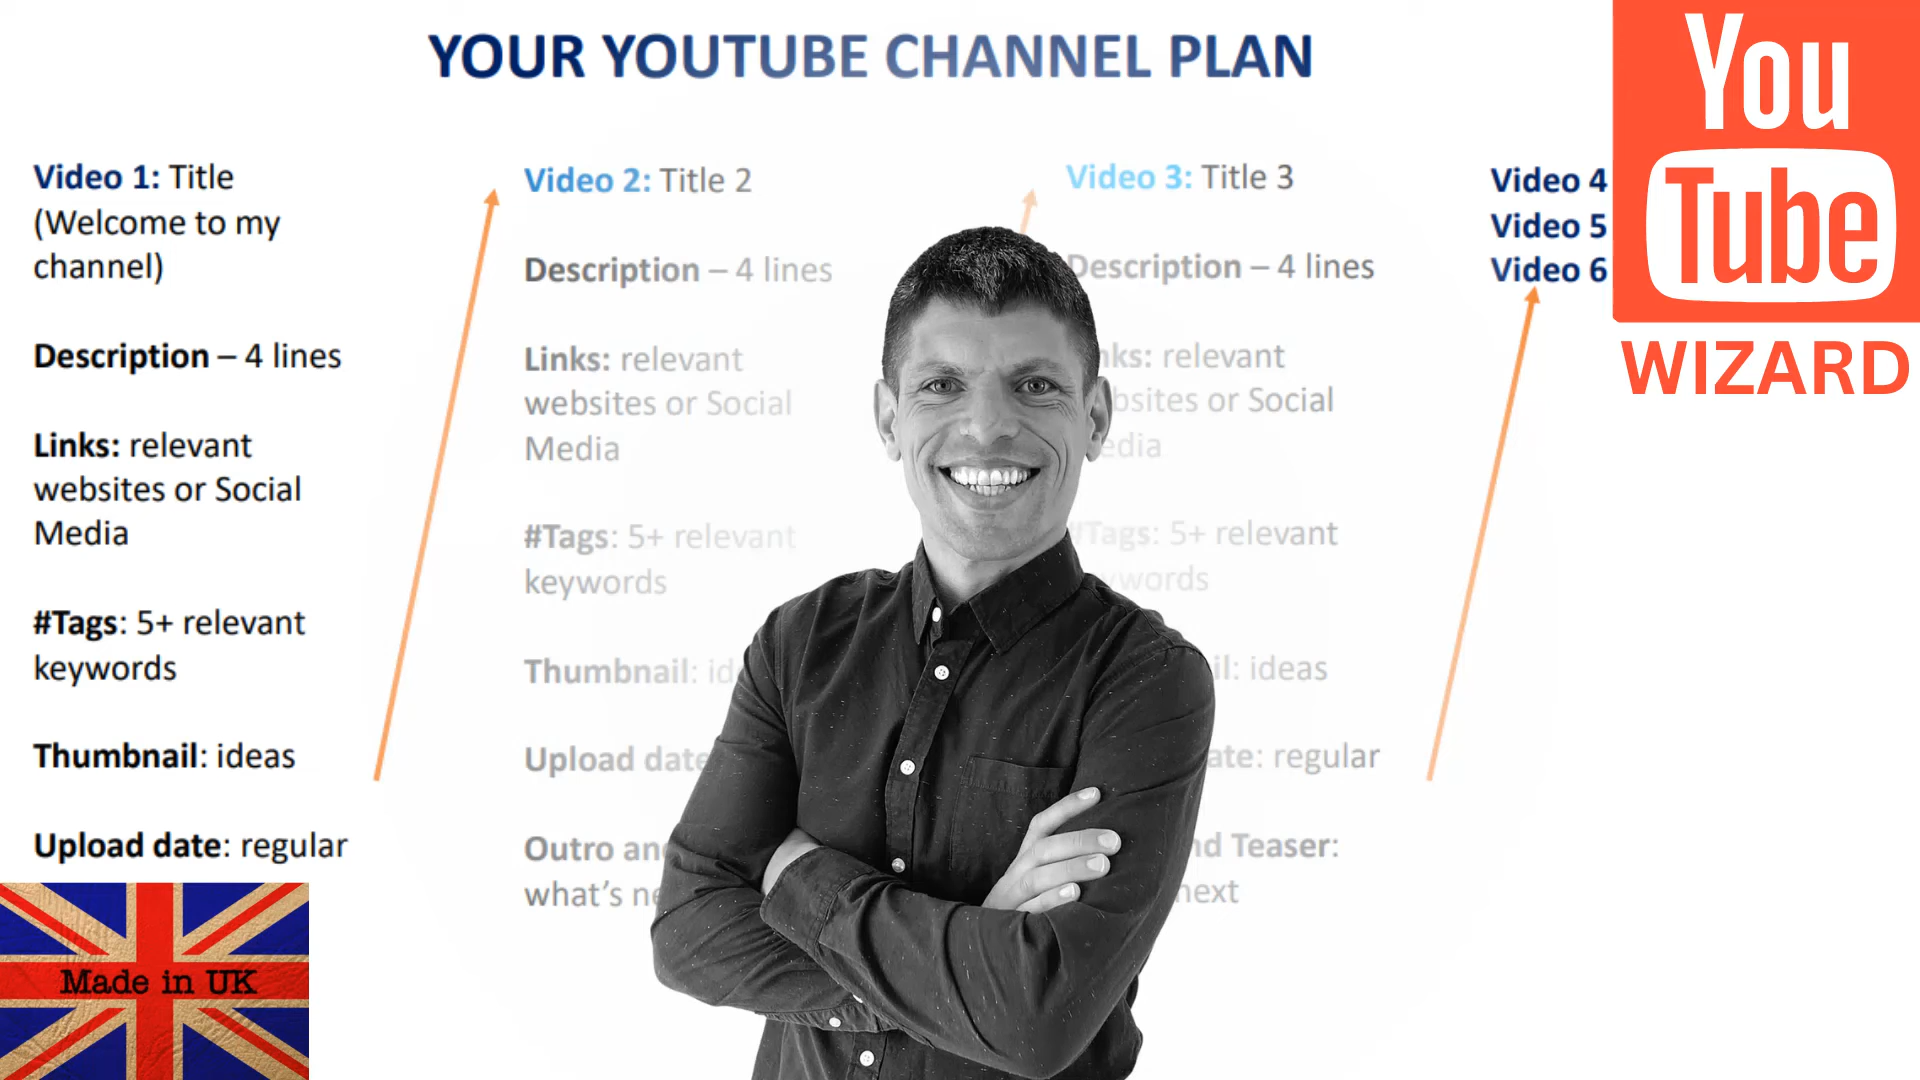 YOUR YOUTUBE CHANNEL PLAN
Video 1: Title
(Welcome to my
channel)
Description – 4 lines
Links: relevant
websites or Social
Media
#Tags: 5+ relevant
keywords
Thumbnail: ideas
Upload date: regular
Video 2: Title 2
Description – 4 lines
Links: relevant
websites or Social
Media
#Tags: 5+ relevant
keywords
Thumbnail:
Upload date
Outro
what's
Video 3: Title 3
Description – 4 lines
relevant
or Social
#Tags: 5+ relevant
ideas
regular
Teaser:
next
Video 4
Video 5
Video 6
You
Tube
WIZARD
Made in UK